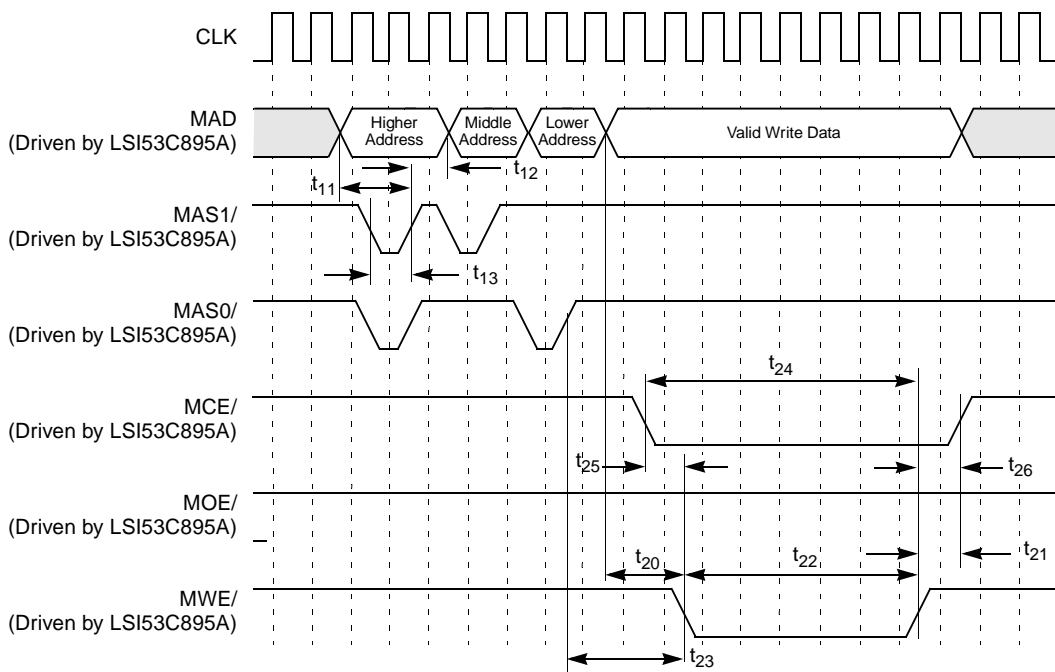 CLK
MAD
(Driven by LSI53C895A)
Higher
Address
Middle
Address
Lower
Address
Valid Write Data
t11
t12
MAS1/
(Driven by LSI53C895A)
t13
MAS0/
(Driven by LSI53C895A)
t24
MCE/
(Driven by LSI53C895A)
t25
t26
MOE/
(Driven by LSI53C895A)
t21
t20
t22
MWE/
(Driven by LSI53C895A)
t23